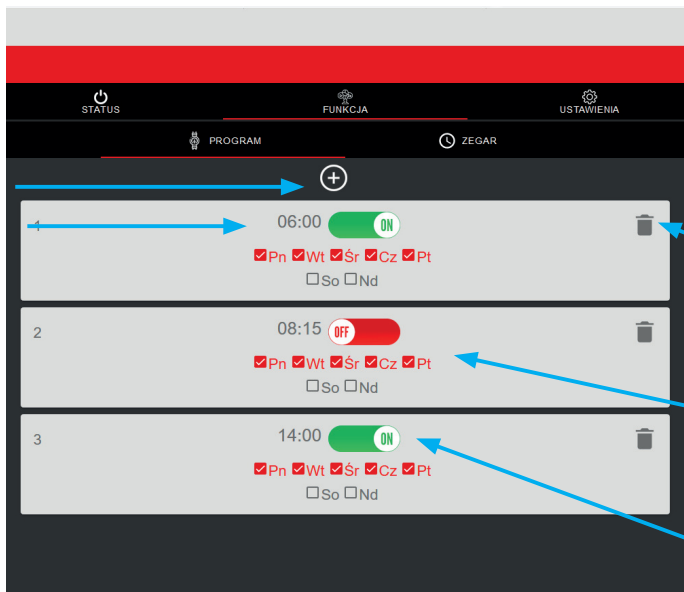 STATUS FUNKCJA USTAWIENIA
PROGRAM ZEGAR
1 06:00 ON
Pn Wt Śr Cz Pt
So Nd
2 08:15 OFF
Pn Wt Śr Cz Pt
So Nd
3 14:00 ON
Pn Wt Śr Cz Pt
So Nd